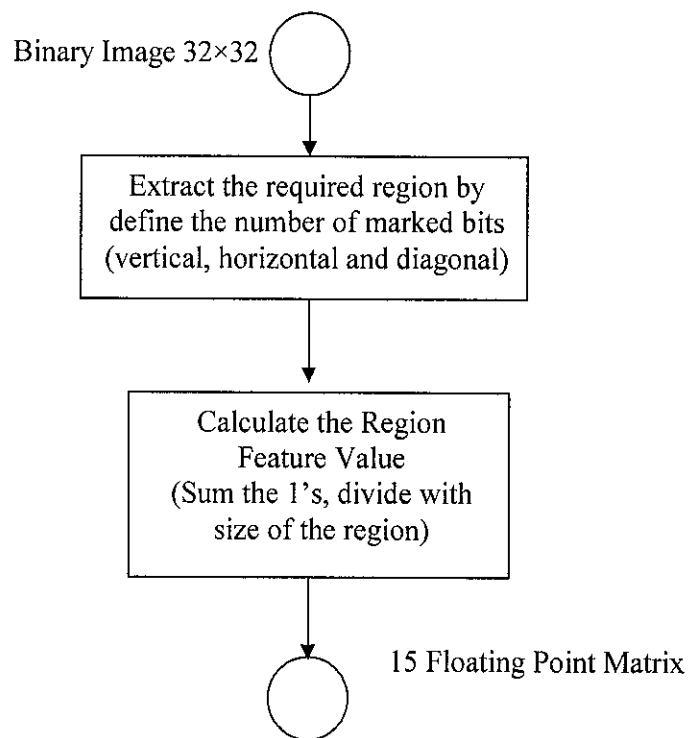 Binary Image 32×32
Extract the required region by
define the number of marked bits
(vertical, horizontal and diagonal)
Calculate the Region
Feature Value
(Sum the 1's, divide with
size of the region)
15 Floating Point Matrix